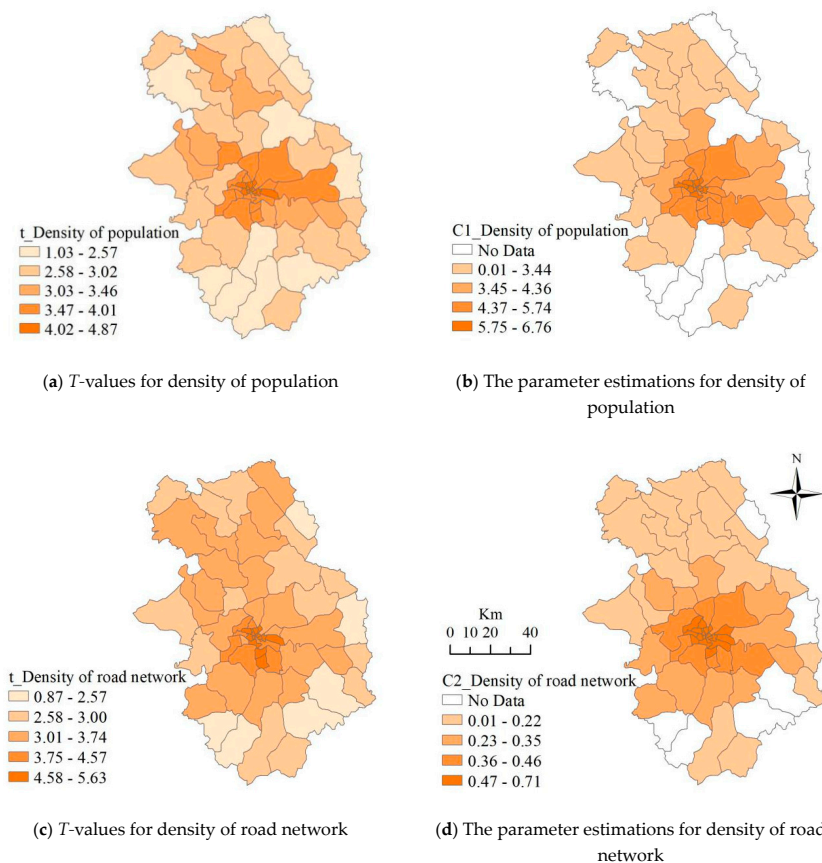 t_Density of population
1.03 - 2.57
2.58 - 3.02
3.03 - 3.46
3.47 - 4.01
4.02 - 4.87
C1_Density of population
No Data
0.01 - 3.44
3.45 - 4.36
4.37 - 5.74
5.75 - 6.76
(a) T-values for density of population
(b) The parameter estimations for density of
population
N
Km
0 10 20 40
t_Density of road network
0.87 - 2.57
2.58 - 3.00
3.01 - 3.74
3.75 - 4.57
4.58 - 5.63
C2_Density of road network
No Data
0.01 - 0.22
0.23 - 0.35
0.36 - 0.46
0.47 - 0.71
(c) T-values for density of road network
(d) The parameter estimations for density of road
network